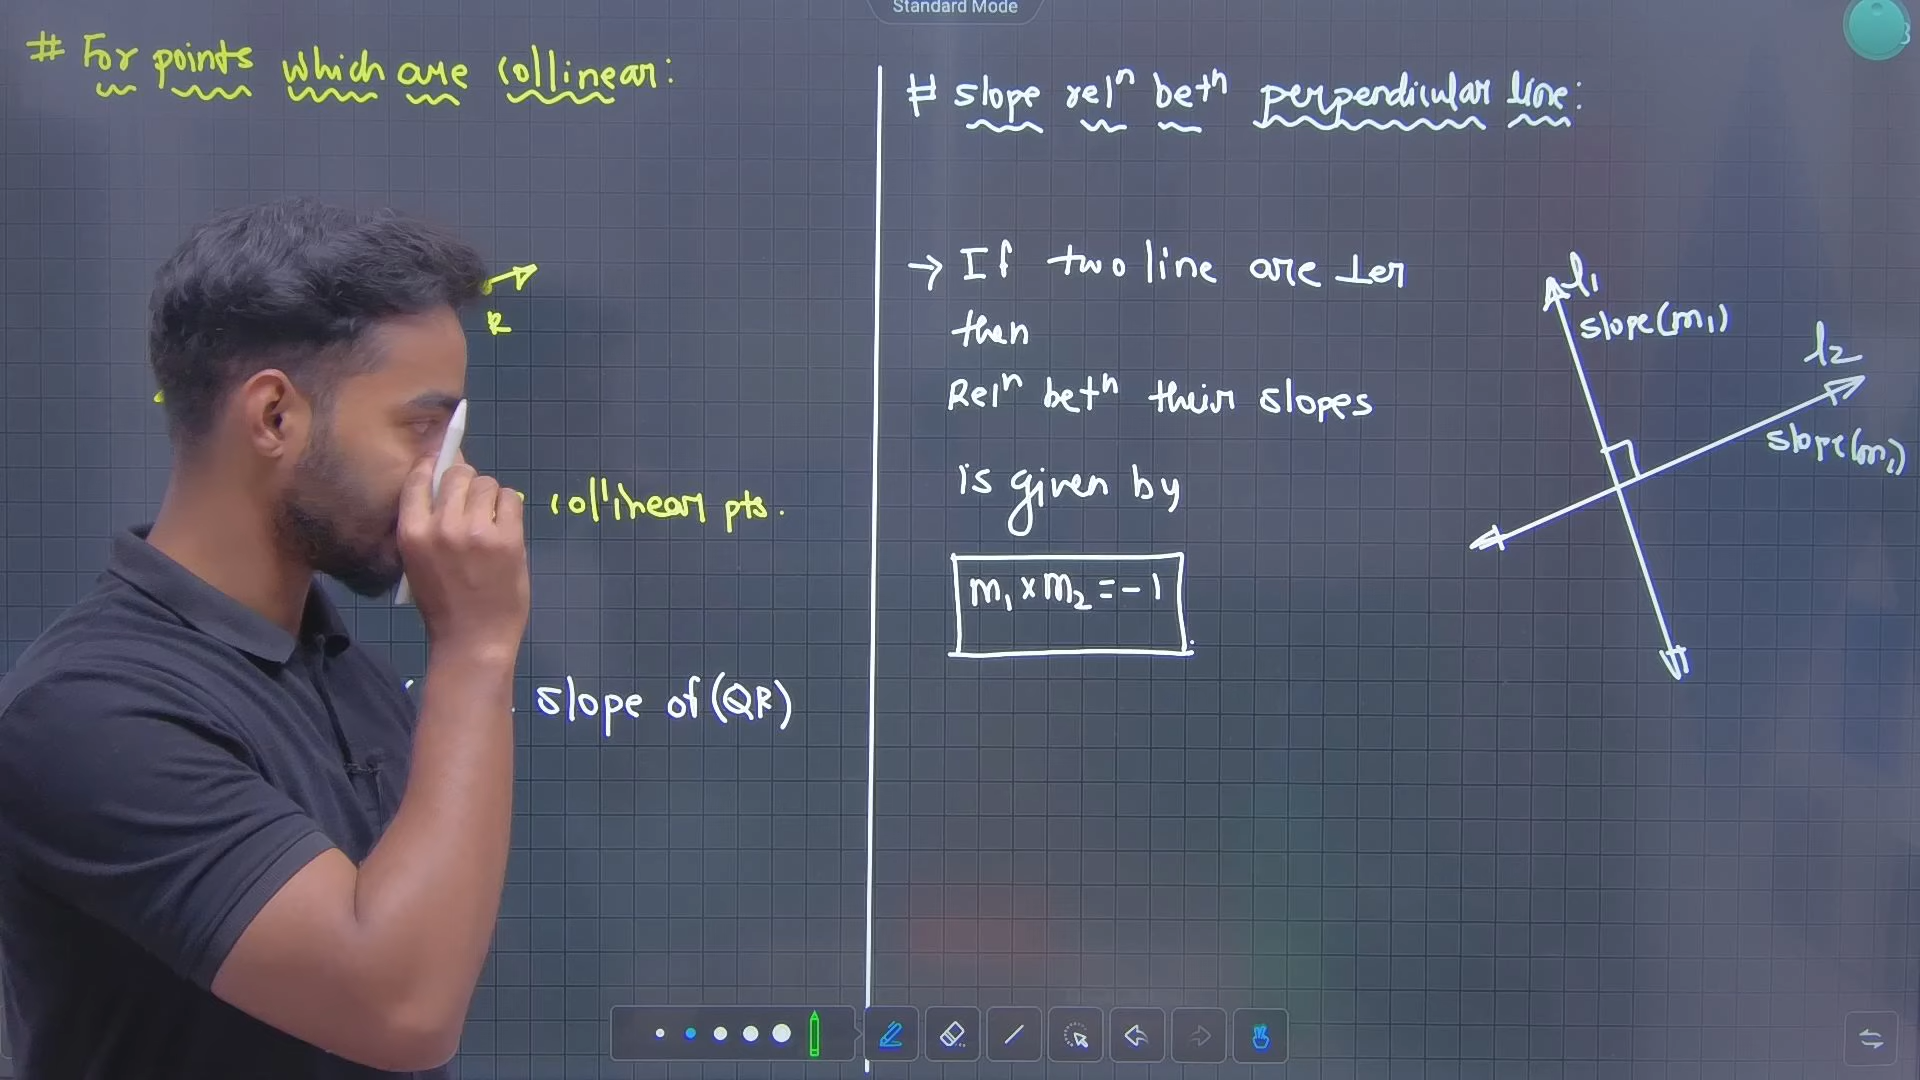 Standard Mode
# For points which are collinear:
R
collinear pts.
slope of (QR)
# slope relⁿ betⁿ perpendicular line:
→ If two line are ⊥er
then
Relⁿ betⁿ their slopes
is given by
m₁ × m₂ = -1
l₁
slope(m₁)
l₂
slope(m₁)